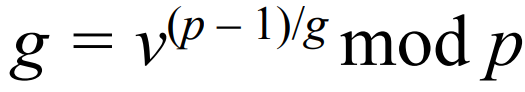 g = v^{(p – 1)/g} mod p